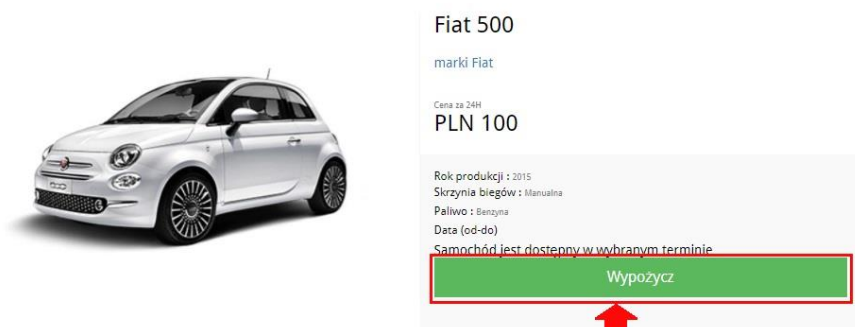 Fiat 500
marki Fiat
Cena za 24H
PLN 100
Rok produkcji : 2015
Skrzynia biegów : Manualna
Paliwo : Benzyna
Data (od-do)
Samochód jest dostępny w wybranym terminie
Wypożycz